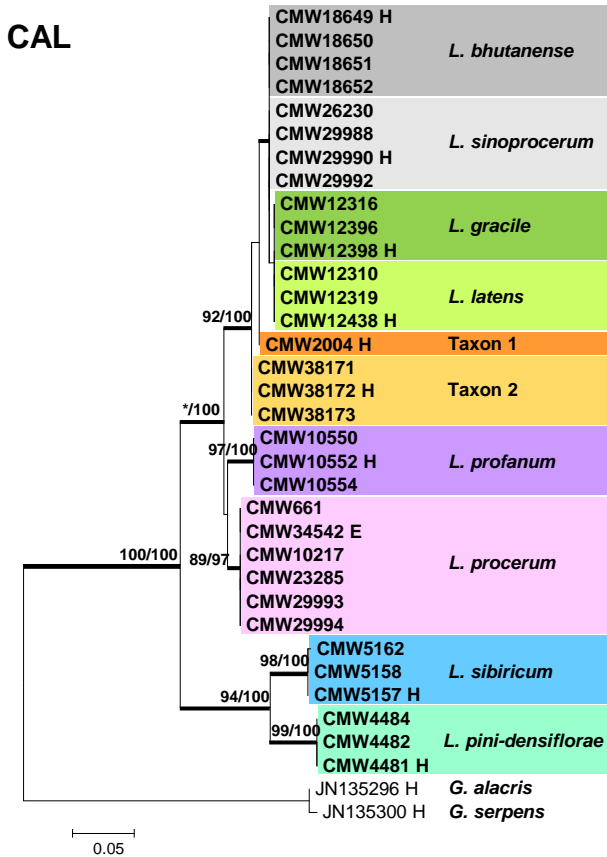 CAL
CMW18649 H
CMW18650 L. bhutanense
CMW18651
CMW18652
CMW26230
CMW29988 L. sinoprocerum
CMW29990 H
CMW29992
CMW12316
CMW12396 L. gracile
CMW12398 H
CMW12310
CMW12319 L. latens
CMW12438 H
92/100
CMW2004 H Taxon 1
CMW38171
CMW38172 H Taxon 2
CMW38173
*/100
CMW10550
97/100
CMW10552 H L. profanum
CMW10554
CMW661
CMW34542 E
CMW10217 L. procerum
100/100 89/97
CMW23285
CMW29993
CMW29994
CMW5162
98/100
CMW5158 L. sibiricum
CMW5157 H
94/100
CMW4484
99/100
CMW4482 L. pini-densiflorae
CMW4481 H
JN135296 H G. alacris
JN135300 H G. serpens
0.05